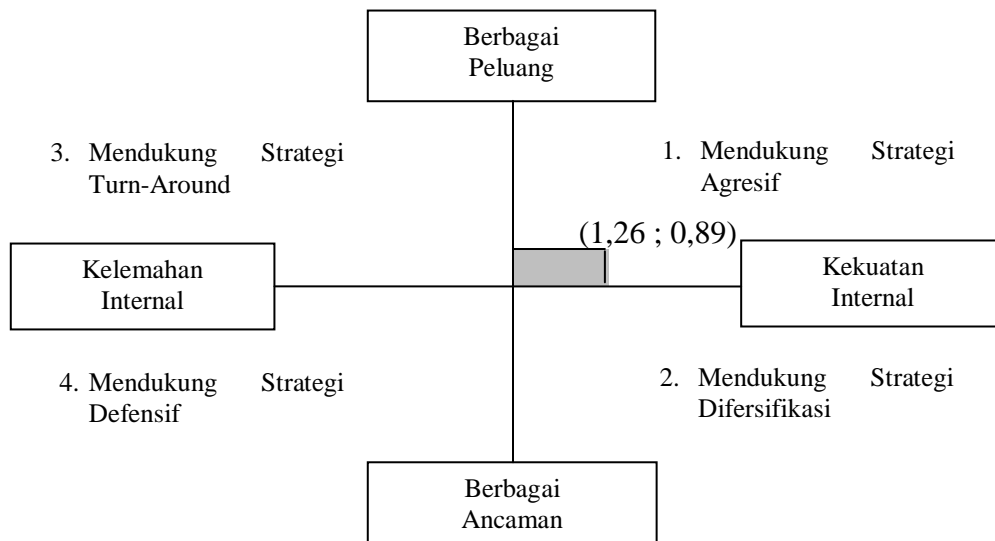 Berbagai
Peluang
3. Mendukung Strategi
Turn-Around
1. Mendukung Strategi
Agresif
(1,26 ; 0,89)
Kelemahan
Internal
Kekuatan
Internal
4. Mendukung Strategi
Defensif
2. Mendukung Strategi
Difersifikasi
Berbagai
Ancaman